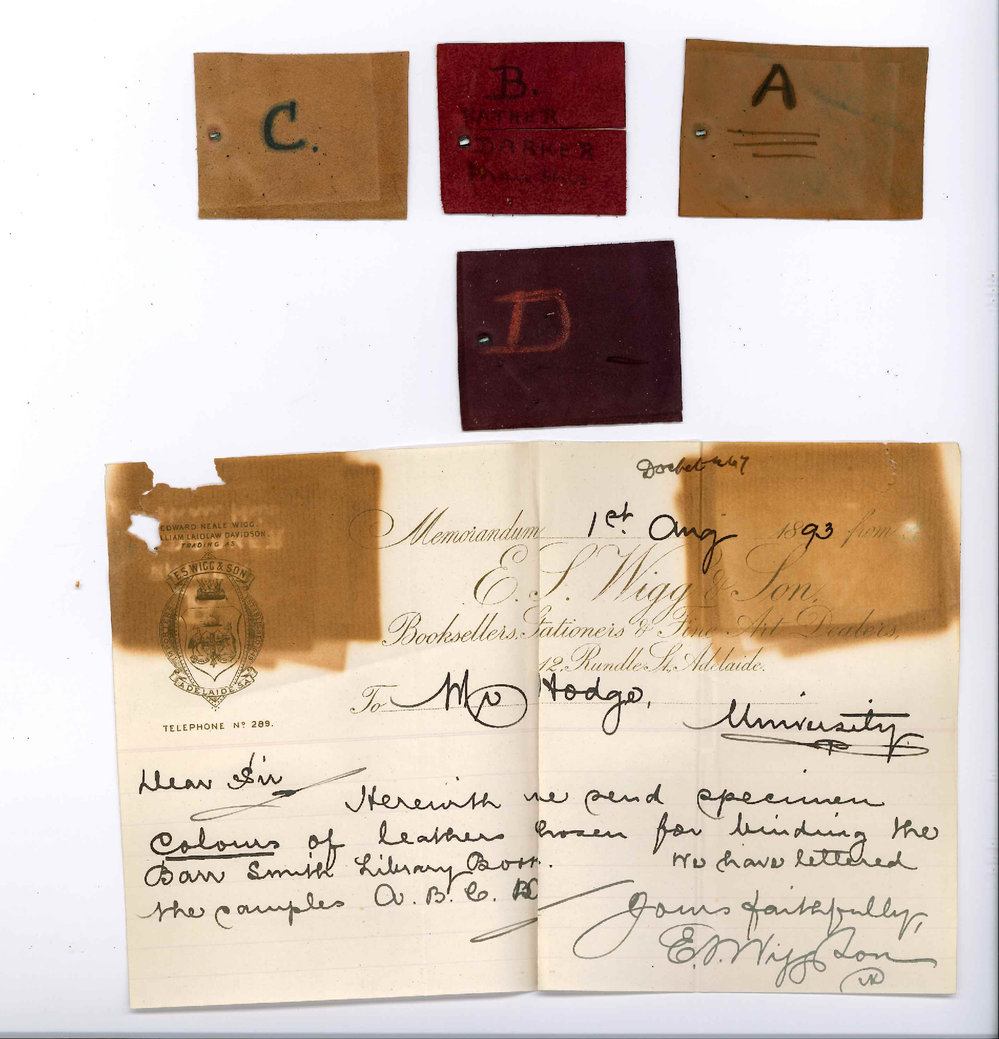 C.
B.
RATHER
DARKER
than this
A
D
Docket 467
EDWARD NEALE WIGG.
WILLIAM LAIDLAW DAVIDSON.
TRADING AS
E.S. WIGG & SON
ADELAIDE. S.A.
TELEPHONE Nº 289.
Memorandum 1st Aug 1893 from
E. S. Wigg & Son,
Booksellers, Stationers & Fine Art Dealers,
12, Rundle St. Adelaide.
To Mr Hodge,
University
Dear Sir
Herewith we send specimen
Colours of leathers chosen for binding the
Barr Smith Library Book. We have lettered
the samples A. B. C. D
Yours faithfully,
E. S. Wigg & Son